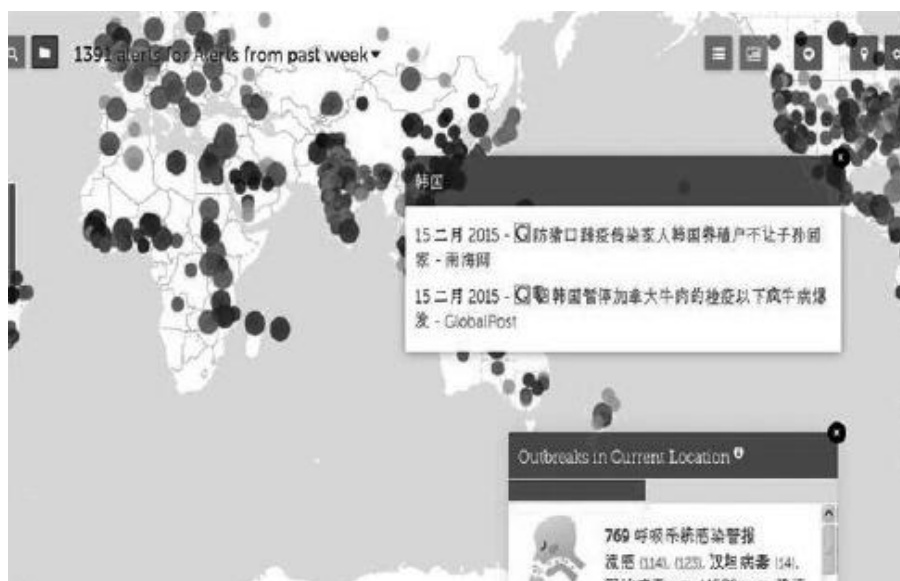 1391 alerts for Alerts from past week
韩国
15 二月 2015 - 防猪口蹄疫传染家人韩国养殖户不让子孙回
家 - 南海网
15 二月 2015 - 韩国暂停加拿大牛肉的检疫以下疯牛病爆
发 - GlobalPost
Outbreaks in Current Location
769 呼吸系统感染警报
流感 (114), (123), 汉坦病毒 (14),